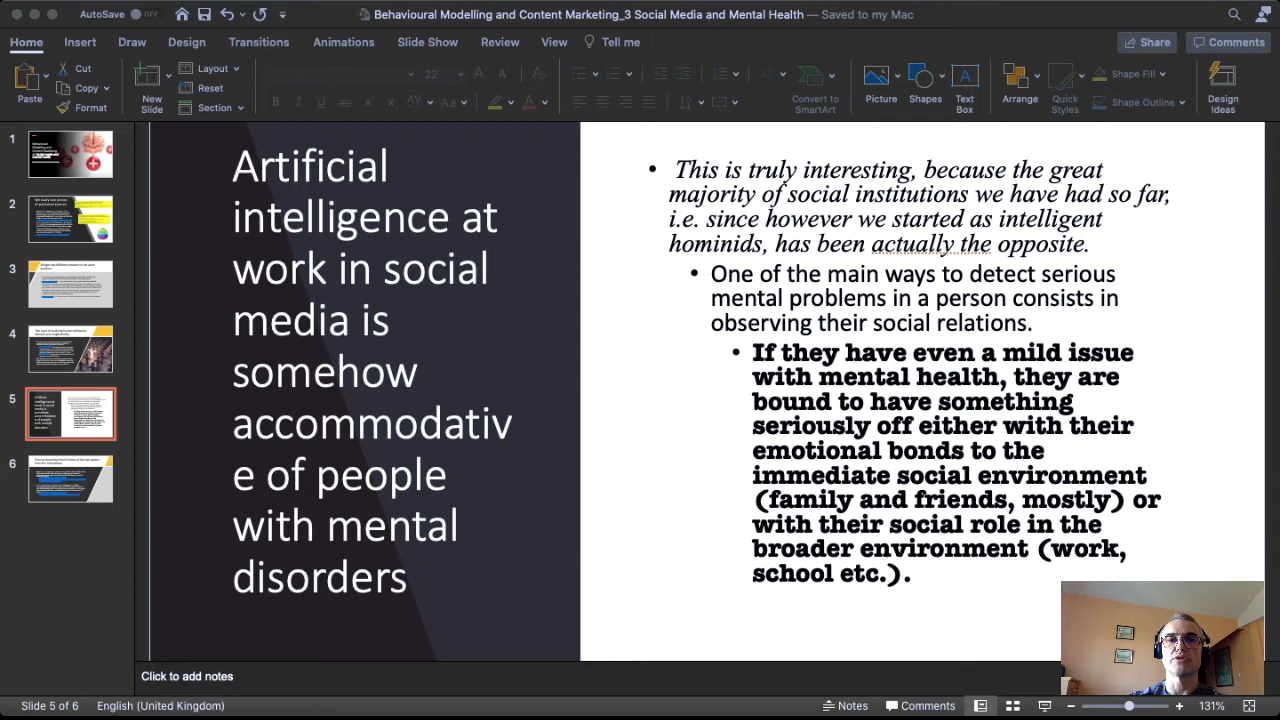 AutoSave OFF
Behavioural Modelling and Content Marketing_3 Social Media and Mental Health — Saved to my Mac
Home Insert Draw Design Transitions Animations Slide Show Review View Tell me Share Comments
Paste Cut Copy Format New Slide Layout Reset Section 22 Convert to SmartArt Picture Shapes Text Box Arrange Quick Styles Shape Fill Shape Outline Design Ideas
1
2
3
4
5
6
Artificial
intelligence at
work in social
media is
somehow
accommodativ
e of people
with mental
disorders
• This is truly interesting, because the great
majority of social institutions we have had so far,
i.e. since however we started as intelligent
hominids, has been actually the opposite.
• One of the main ways to detect serious
mental problems in a person consists in
observing their social relations.
• If they have even a mild issue
with mental health, they are
bound to have something
seriously off either with their
emotional bonds to the
immediate social environment
(family and friends, mostly) or
with their social role in the
broader environment (work,
school etc.).
Click to add notes
Slide 5 of 6 English (United Kingdom) Notes Comments 131%